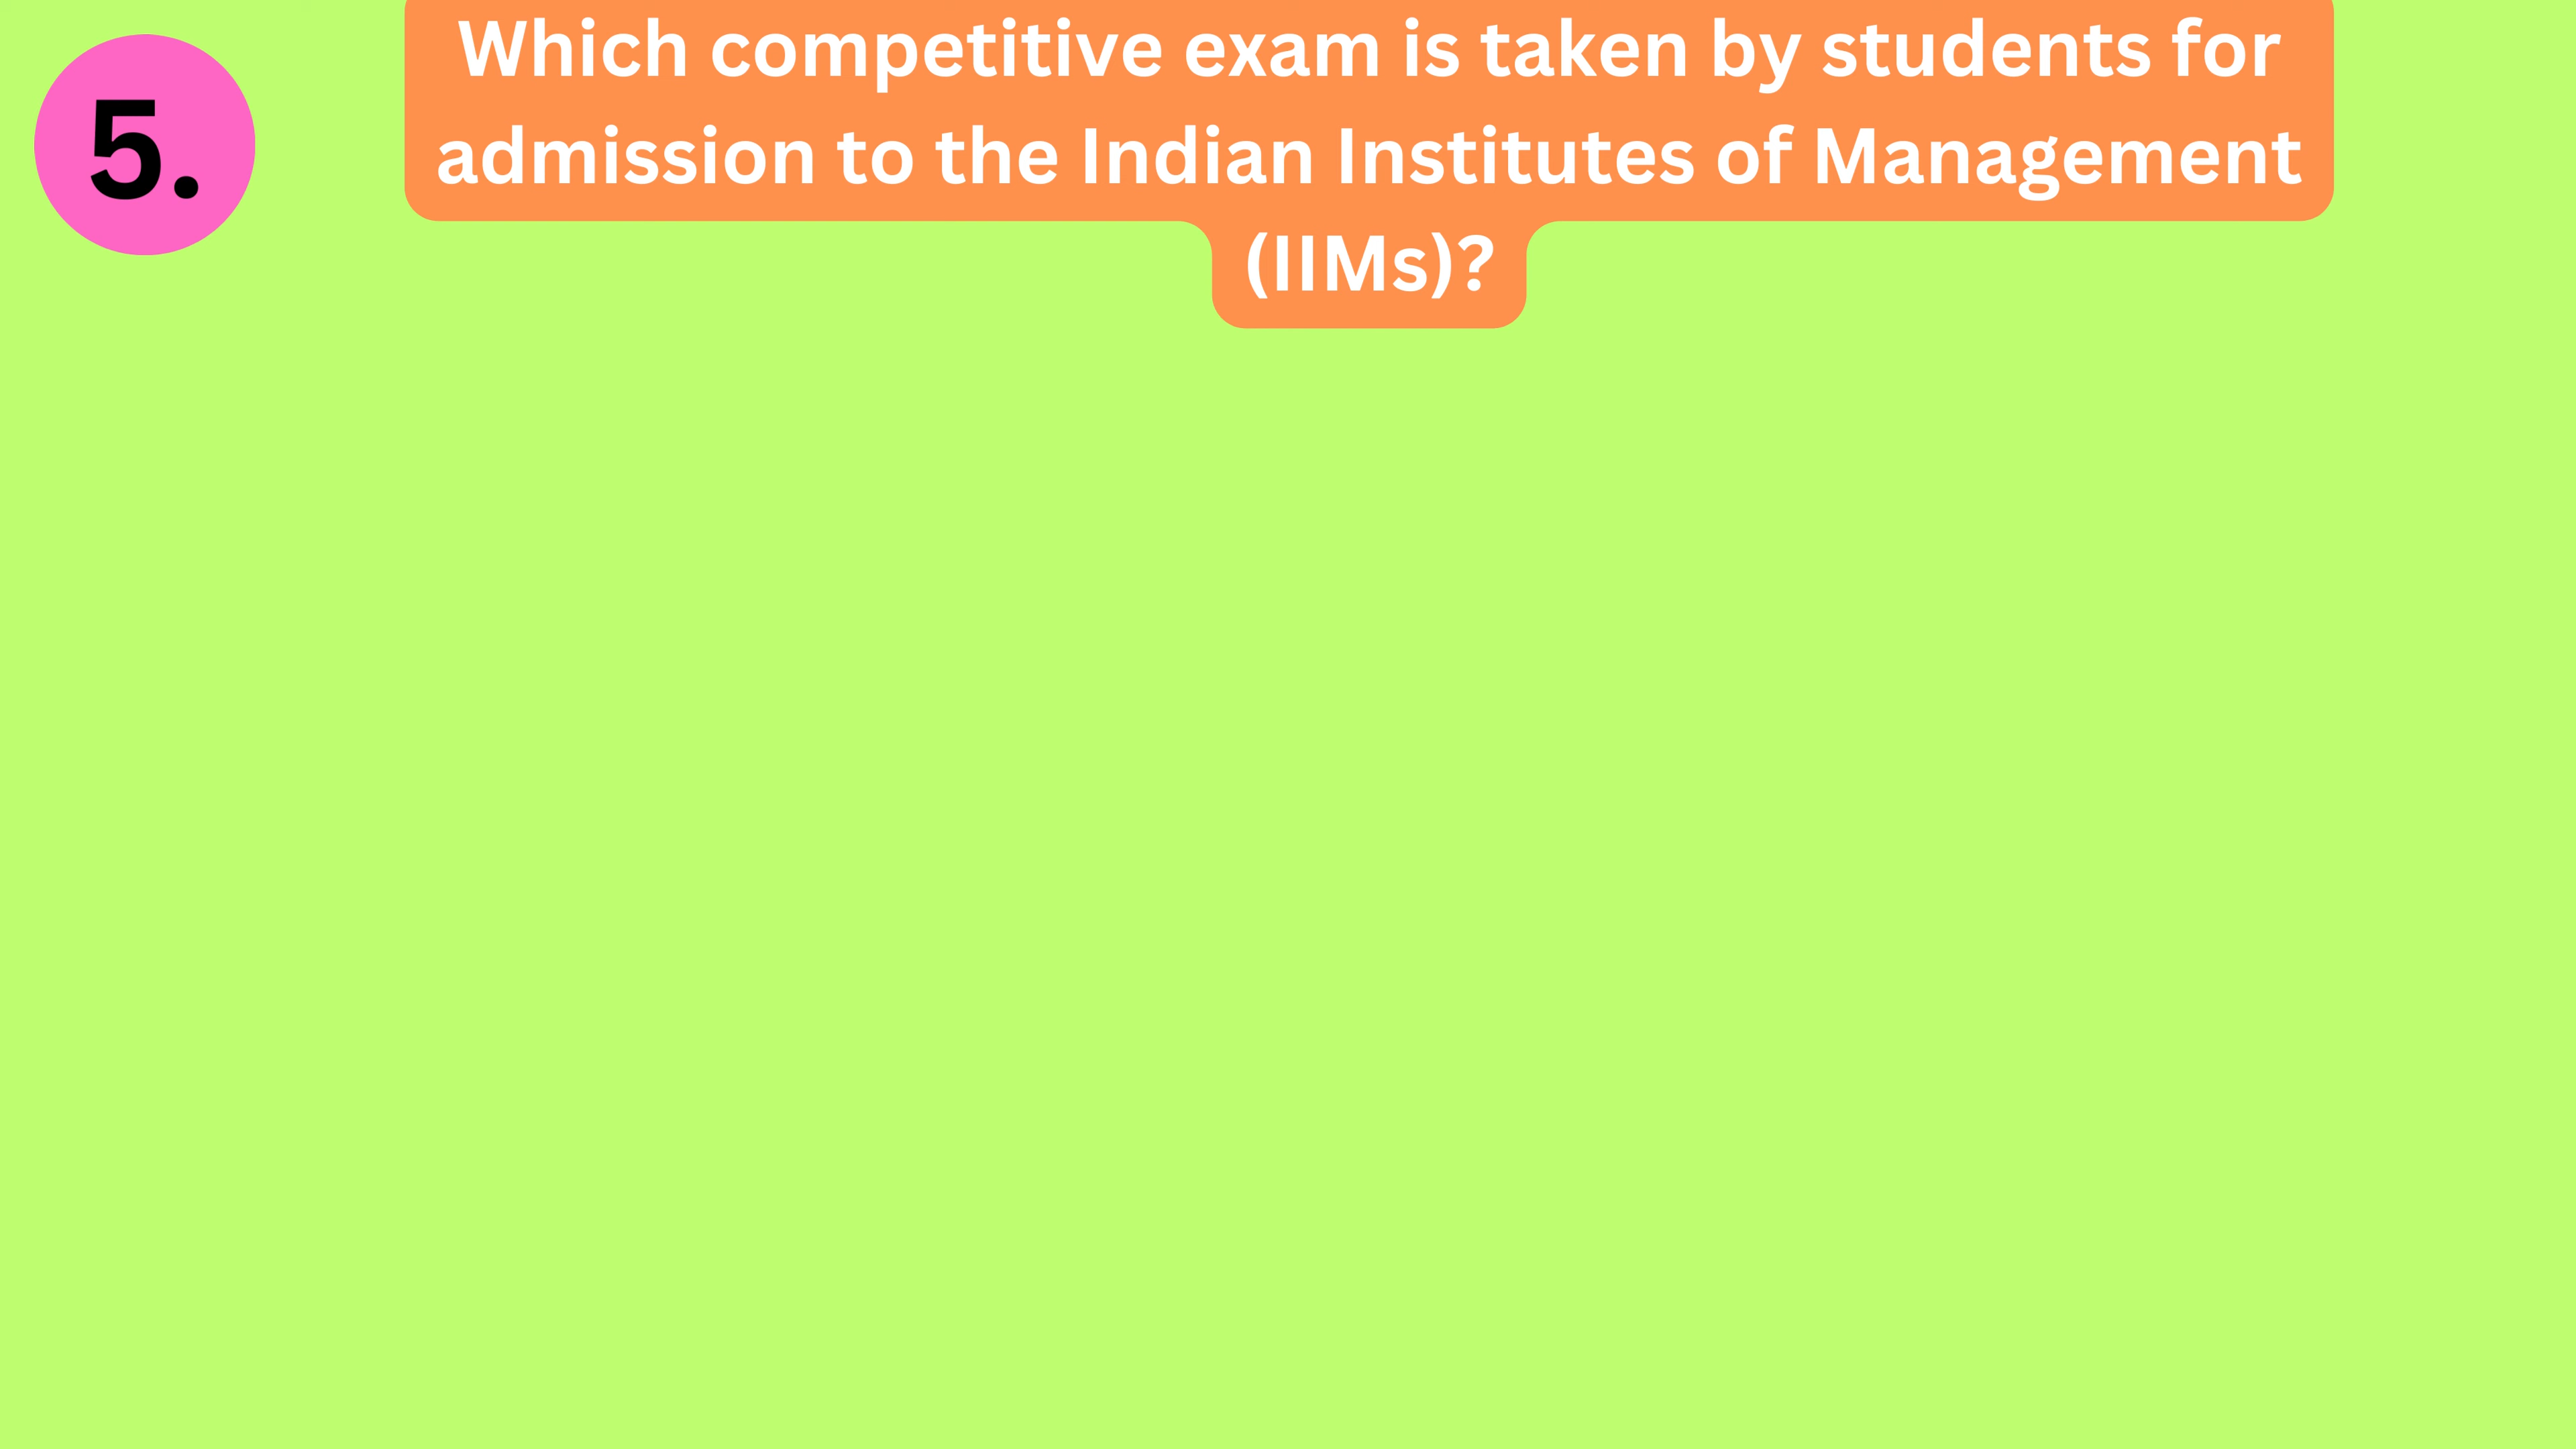 5.
Which competitive exam is taken by students for
admission to the Indian Institutes of Management
(IIMs)?